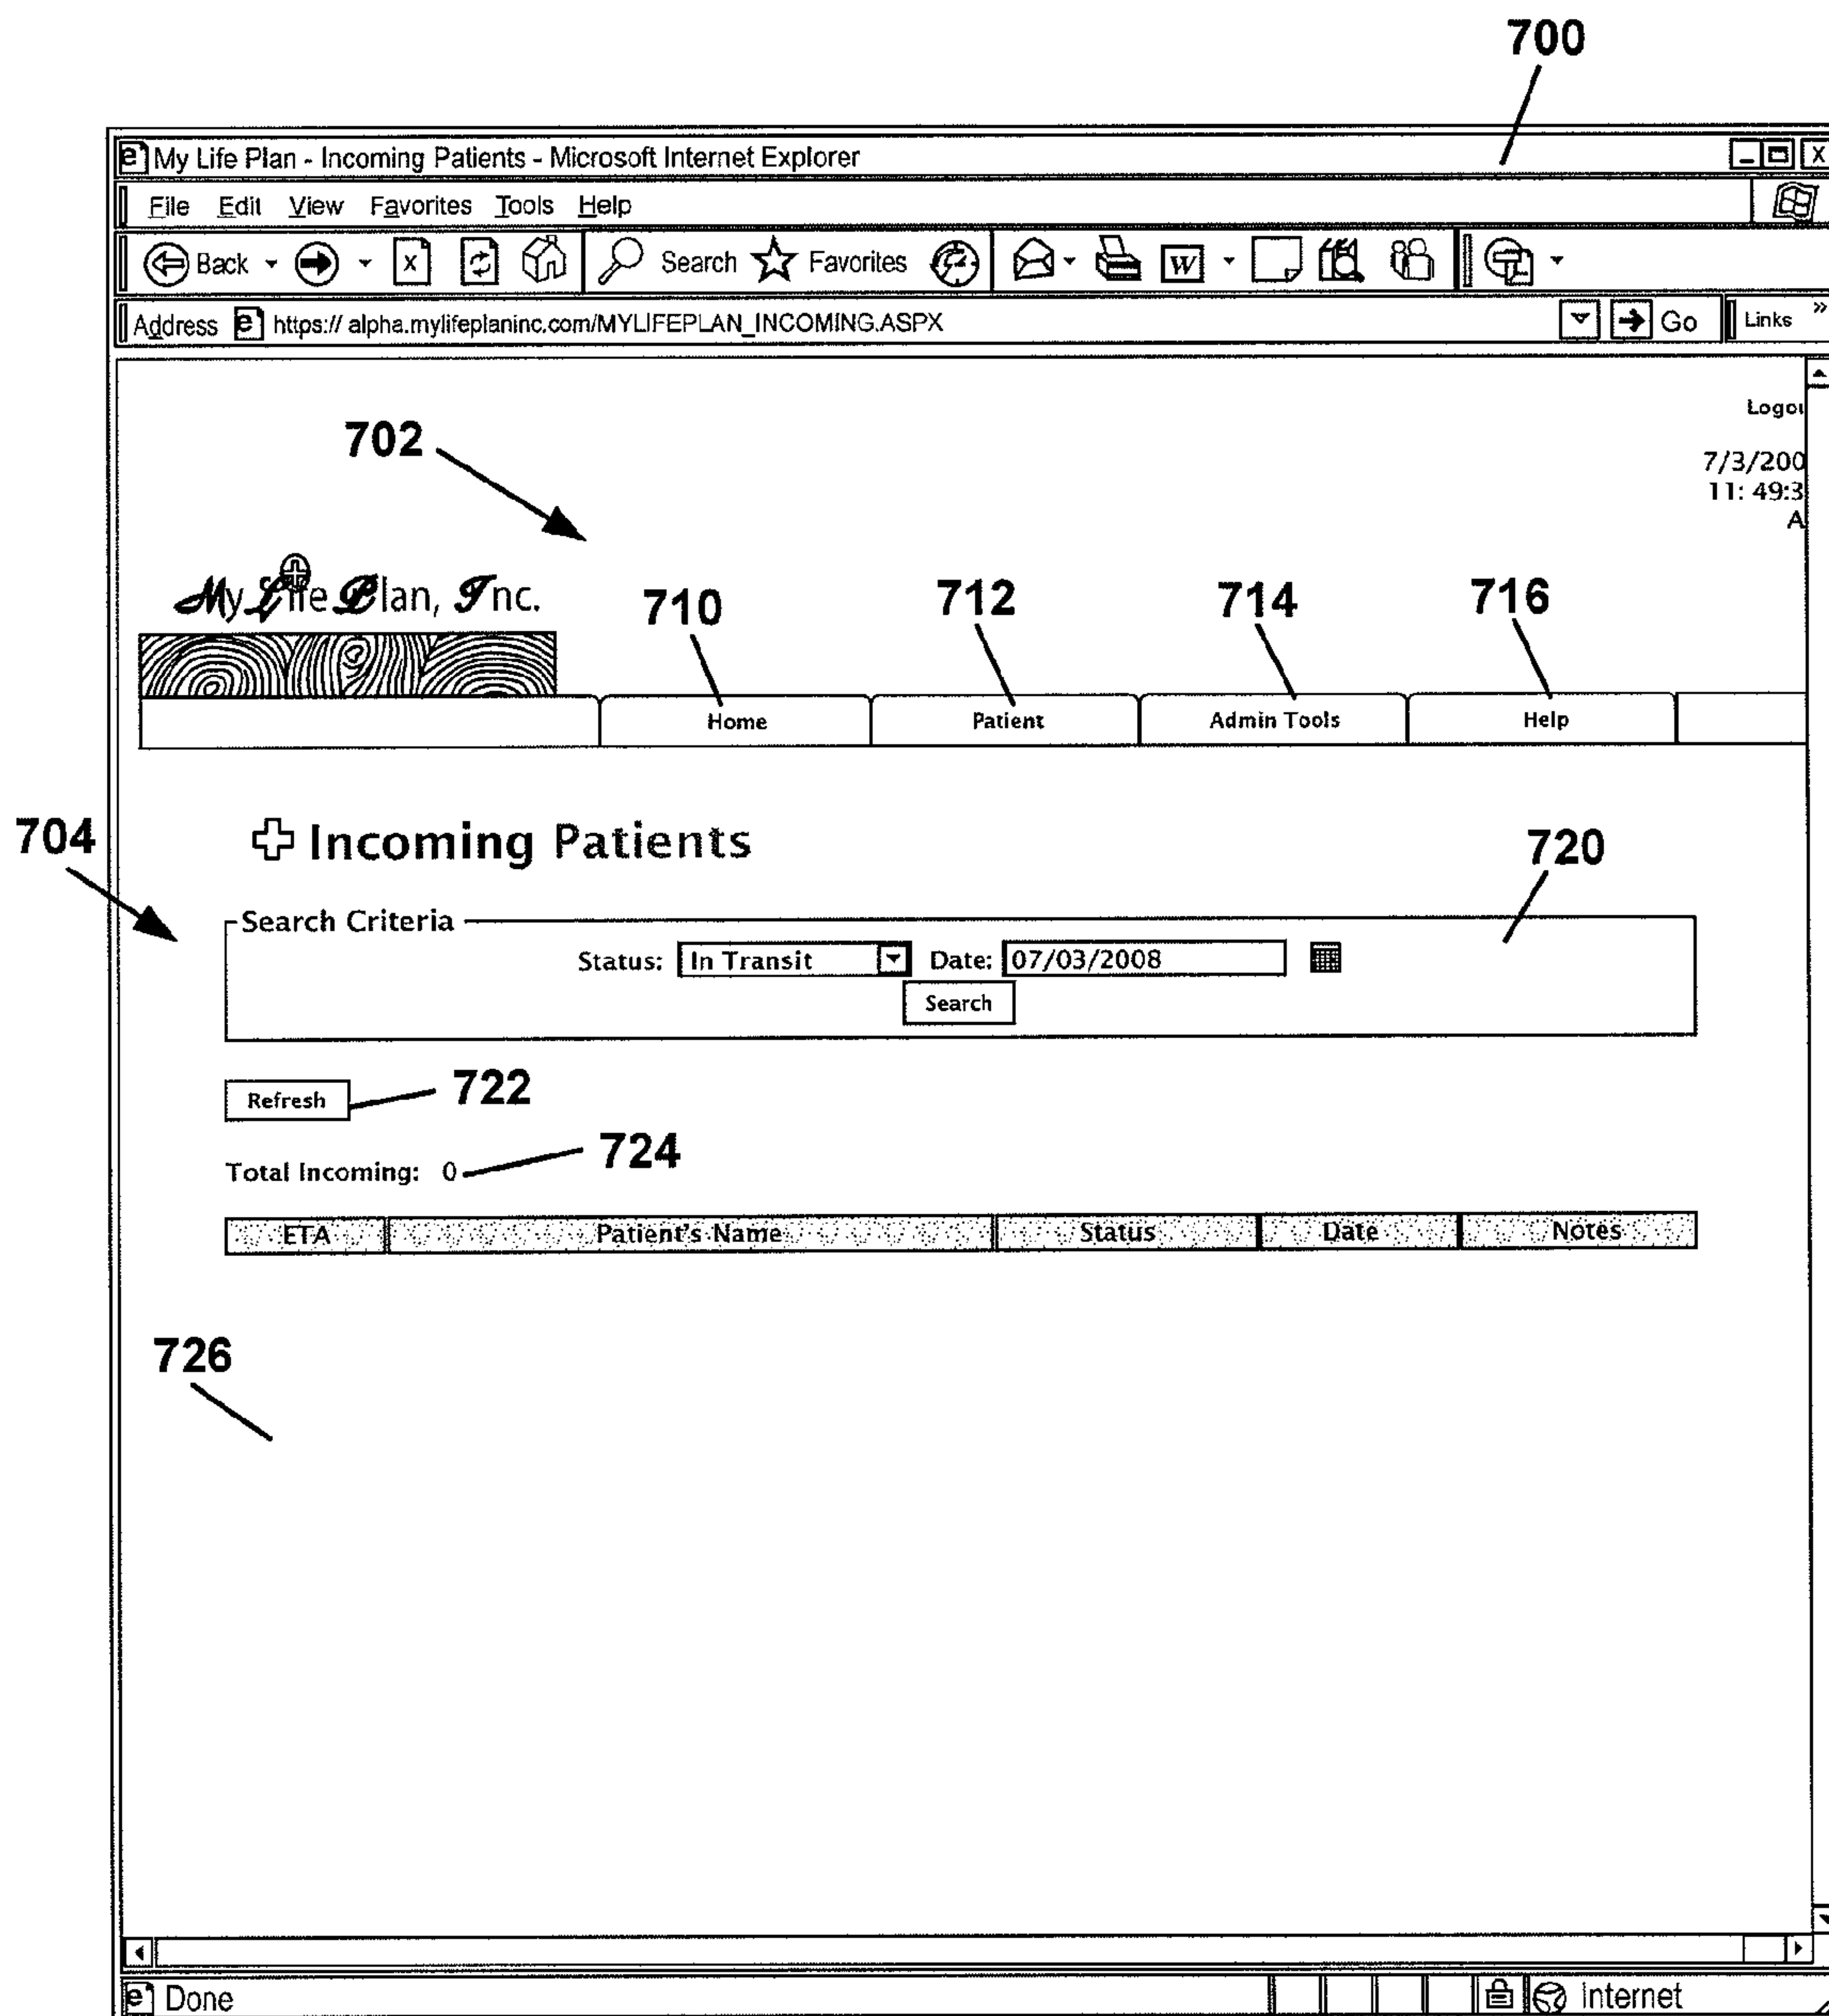 700
My Life Plan - Incoming Patients - Microsoft Internet Explorer
File Edit View Favorites Tools Help
Back Search Favorites W
Address https:// alpha.mylifeplaninc.com/MYLIFEPLAN_INCOMING.ASPX Go Links »
Logou
7/3/200
11: 49:3
A
702
My Life Plan, Inc.
710 712 714 716
Home Patient Admin Tools Help
704
Incoming Patients
720
Search Criteria
Status: In Transit Date: 07/03/2008
Search
Refresh 722
Total Incoming: 0 724
ETA Patient's Name Status Date Notes
726
Done Internet